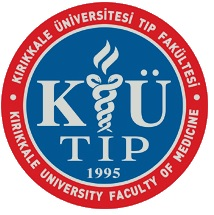 KIRIKKALE ÜNİVERSİTESİ TIP FAKÜLTESİ
KÜ
TIP
1995
KIRIKKALE UNIVERSITY FACULTY OF MEDICINE